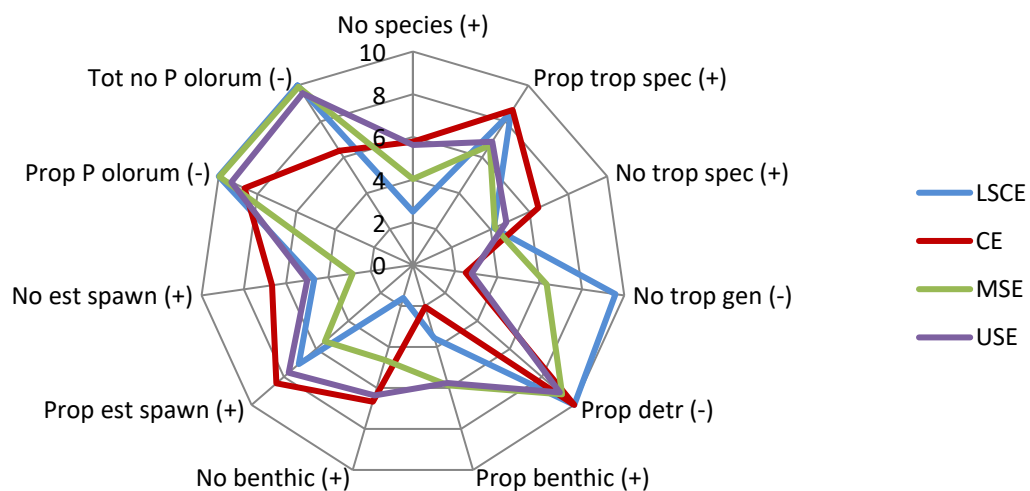 No species (+)
10
Tot no P olorum (-)
8
Prop trop spec (+)
6
Prop P olorum (-)
4
No trop spec (+)
2
0
No est spawn (+)
No trop gen (-)
Prop est spawn (+)
Prop detr (-)
No benthic (+)
Prop benthic (+)
LSCE
CE
MSE
USE